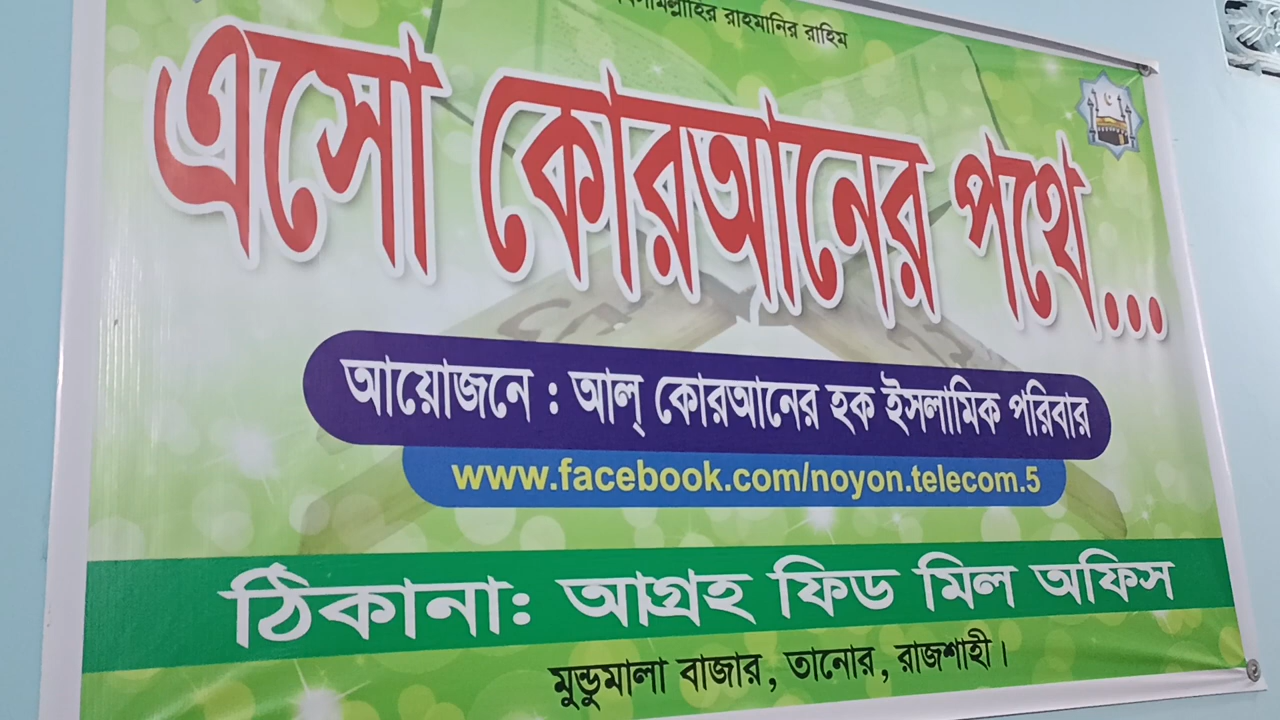 রাহমানির রাহিম
এসো কোরআনের পথে...
আয়োজনে : আল্ কোরআনের হক ইসলামিক পরিবার
www.facebook.com/noyon.telecom.5
ঠিকানা: আগ্রহ ফিড মিল অফিস
মুন্ডুমালা বাজার, তানোর, রাজশাহী।